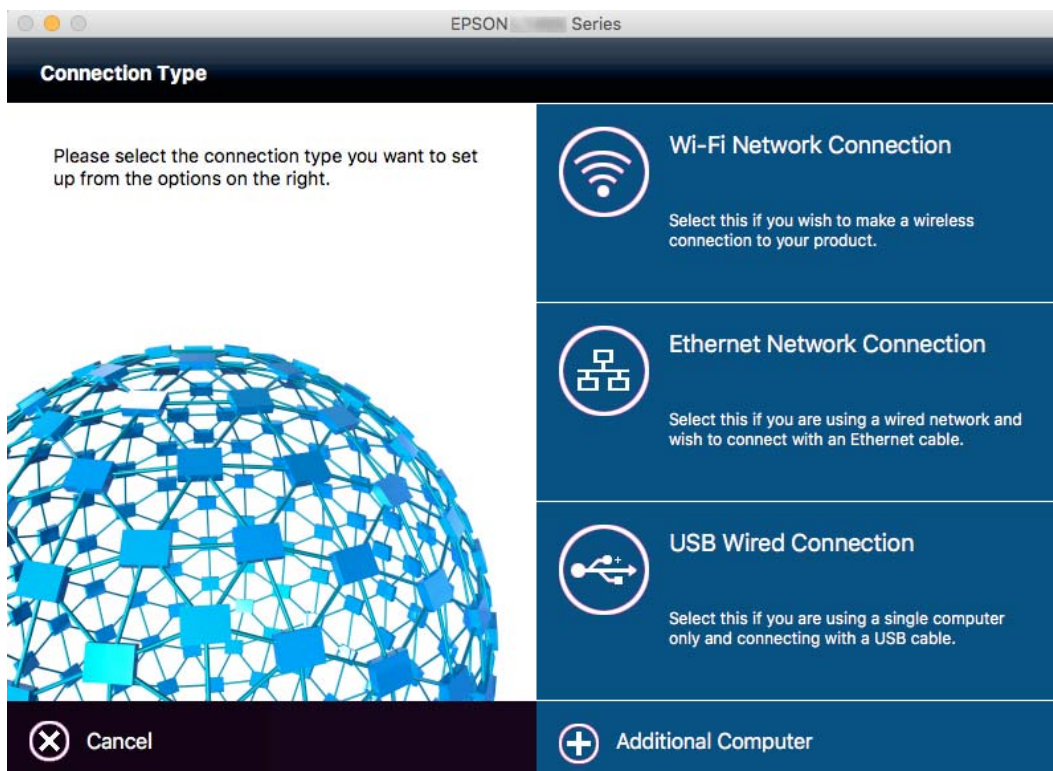 EPSON Series
Connection Type
Please select the connection type you want to set
up from the options on the right.
Wi-Fi Network Connection
Select this if you wish to make a wireless
connection to your product.
Ethernet Network Connection
Select this if you are using a wired network and
wish to connect with an Ethernet cable.
USB Wired Connection
Select this if you are using a single computer
only and connecting with a USB cable.
Cancel
Additional Computer